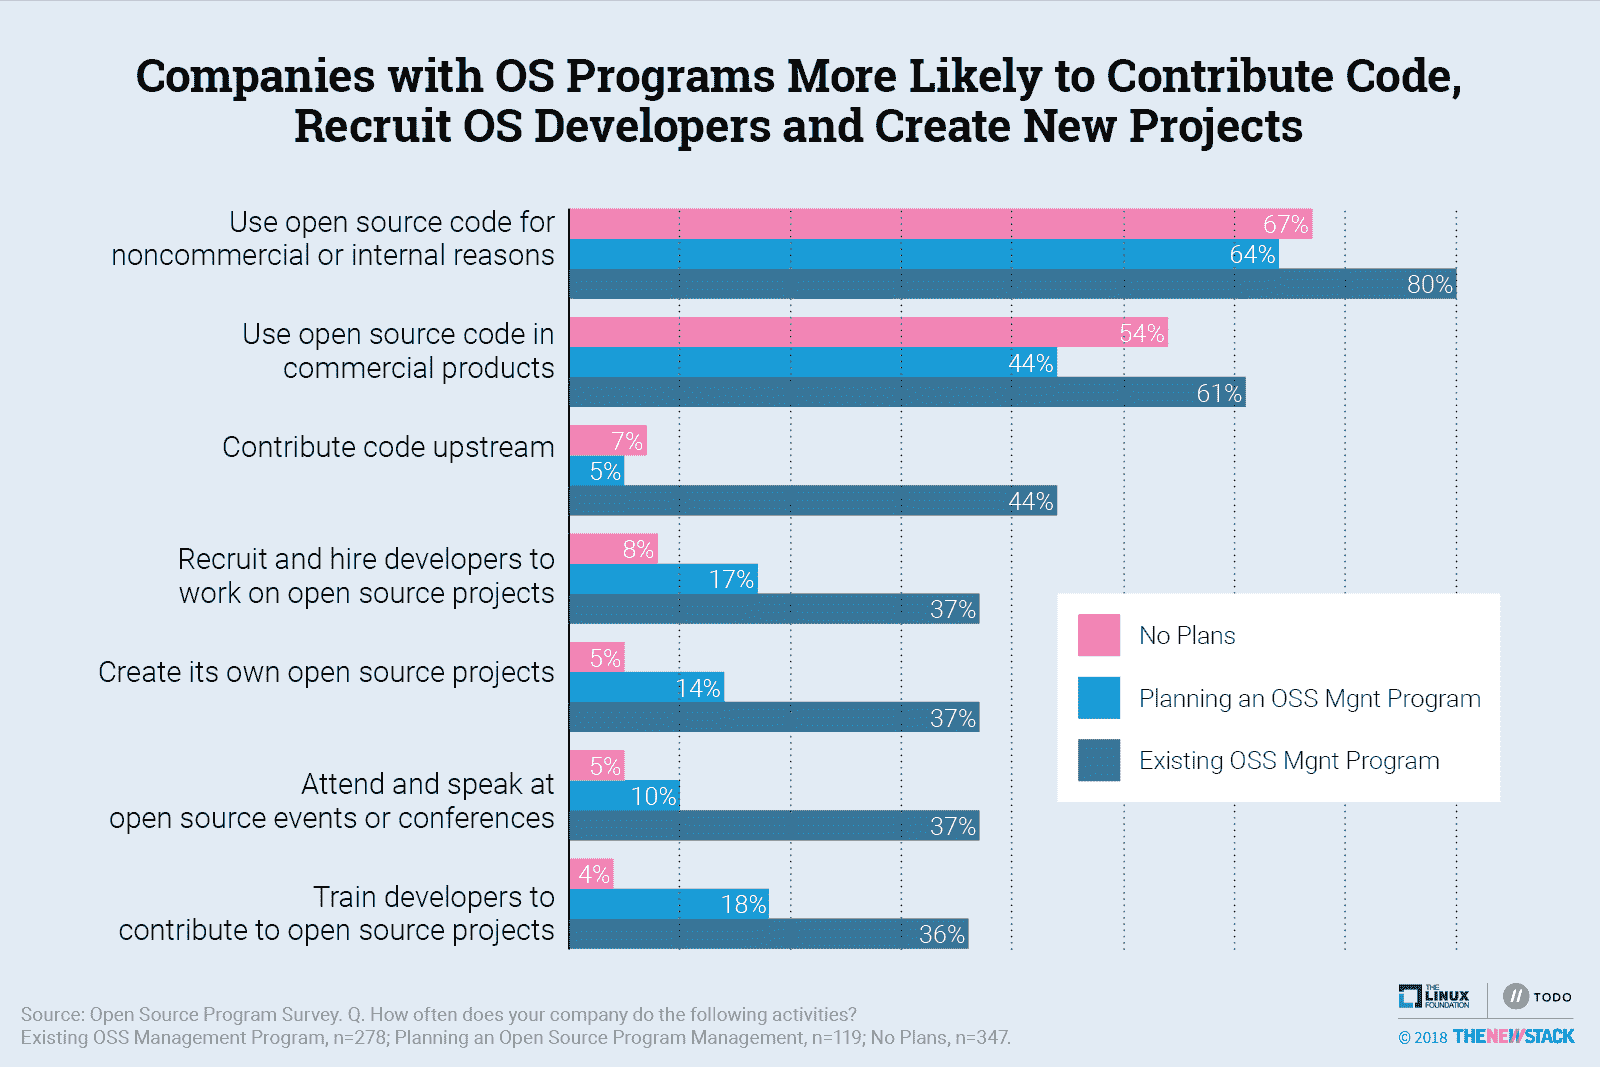 Companies with OS Programs More Likely to Contribute Code,
Recruit OS Developers and Create New Projects
Use open source code for
noncommercial or internal reasons
67%
64%
80%
Use open source code in
commercial products
54%
44%
61%
Contribute code upstream
7%
5%
44%
Recruit and hire developers to
work on open source projects
8%
17%
37%
Create its own open source projects
5%
14%
37%
Attend and speak at
open source events or conferences
5%
10%
37%
Train developers to
contribute to open source projects
4%
18%
36%
No Plans
Planning an OSS Mgnt Program
Existing OSS Mgnt Program
Source: Open Source Program Survey. Q. How often does your company do the following activities?
Existing OSS Management Program, n=278; Planning an Open Source Program Management, n=119; No Plans, n=347.
THE
LINUX
FOUNDATION
TODO
© 2018 THENEWSTACK